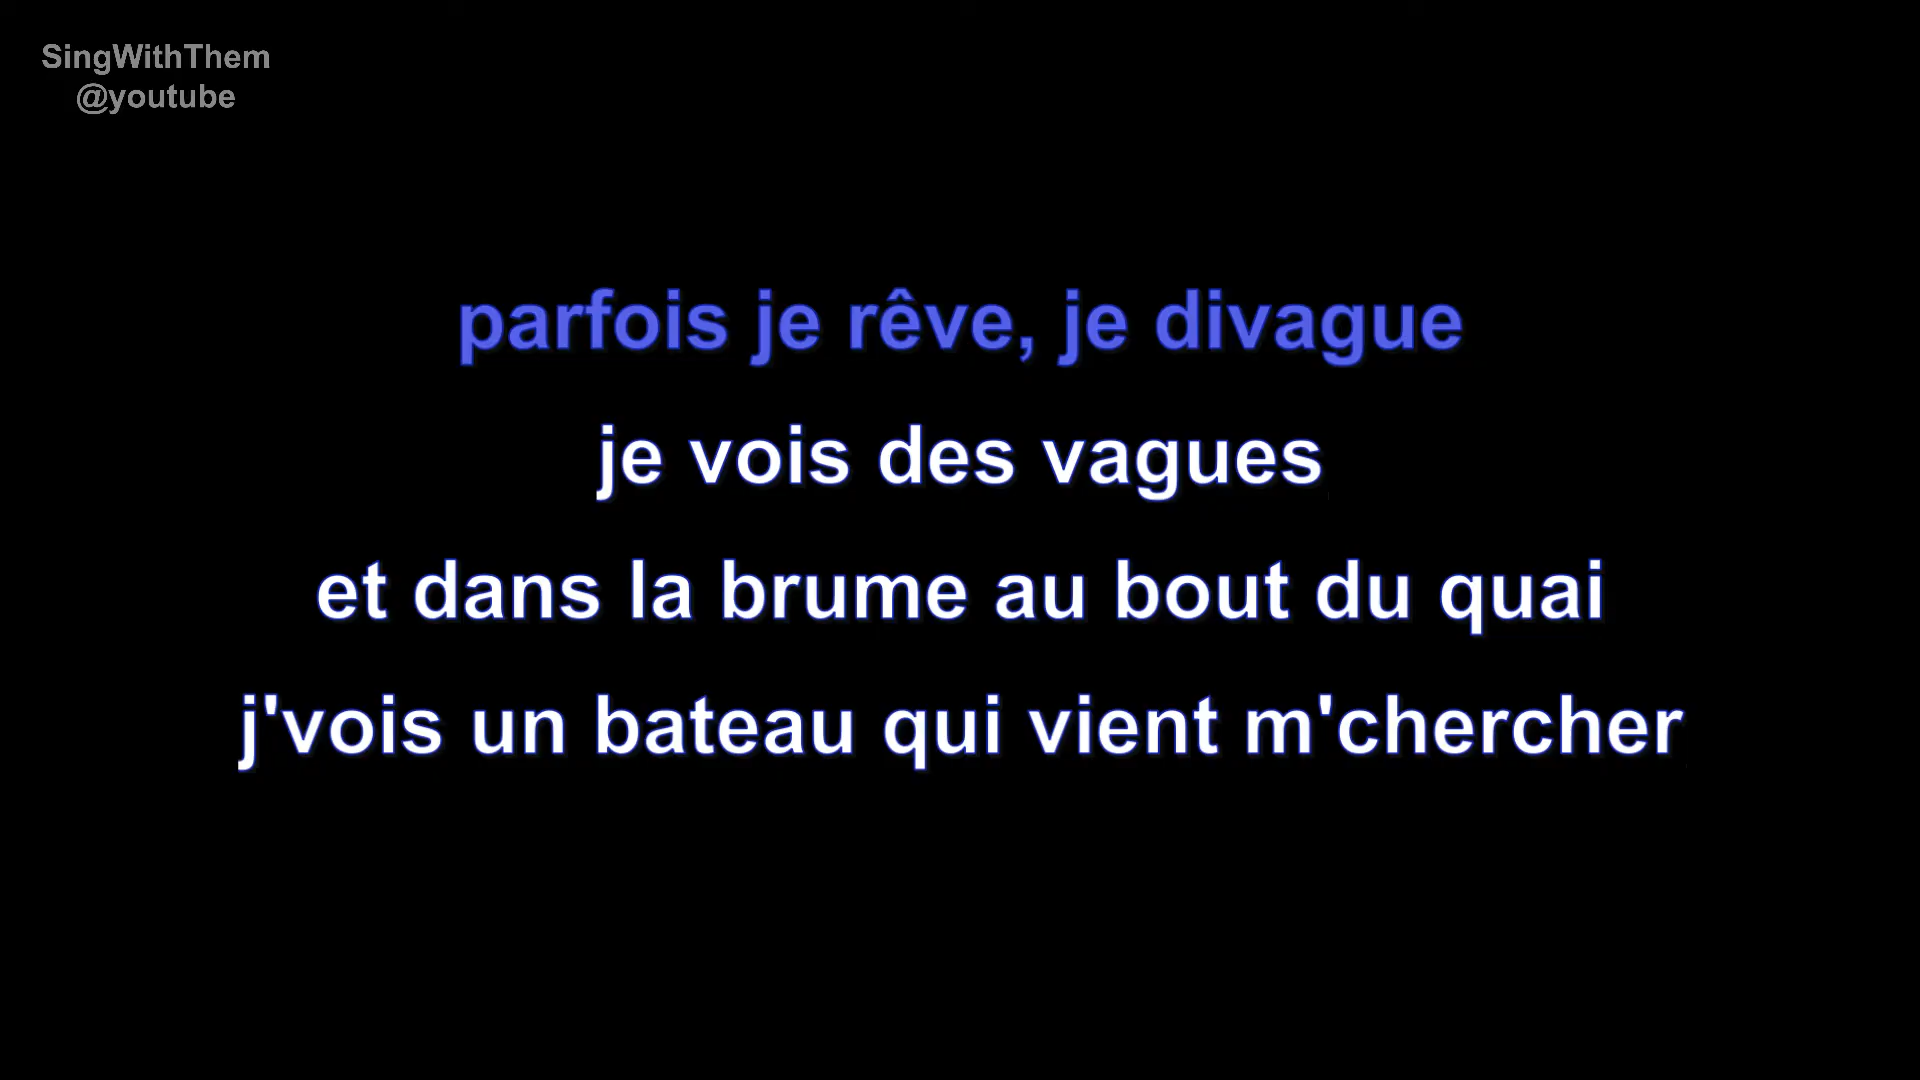 SingWithThem
@youtube
parfois je rêve, je divague
je vois des vagues
et dans la brume au bout du quai
j'vois un bateau qui vient m'chercher